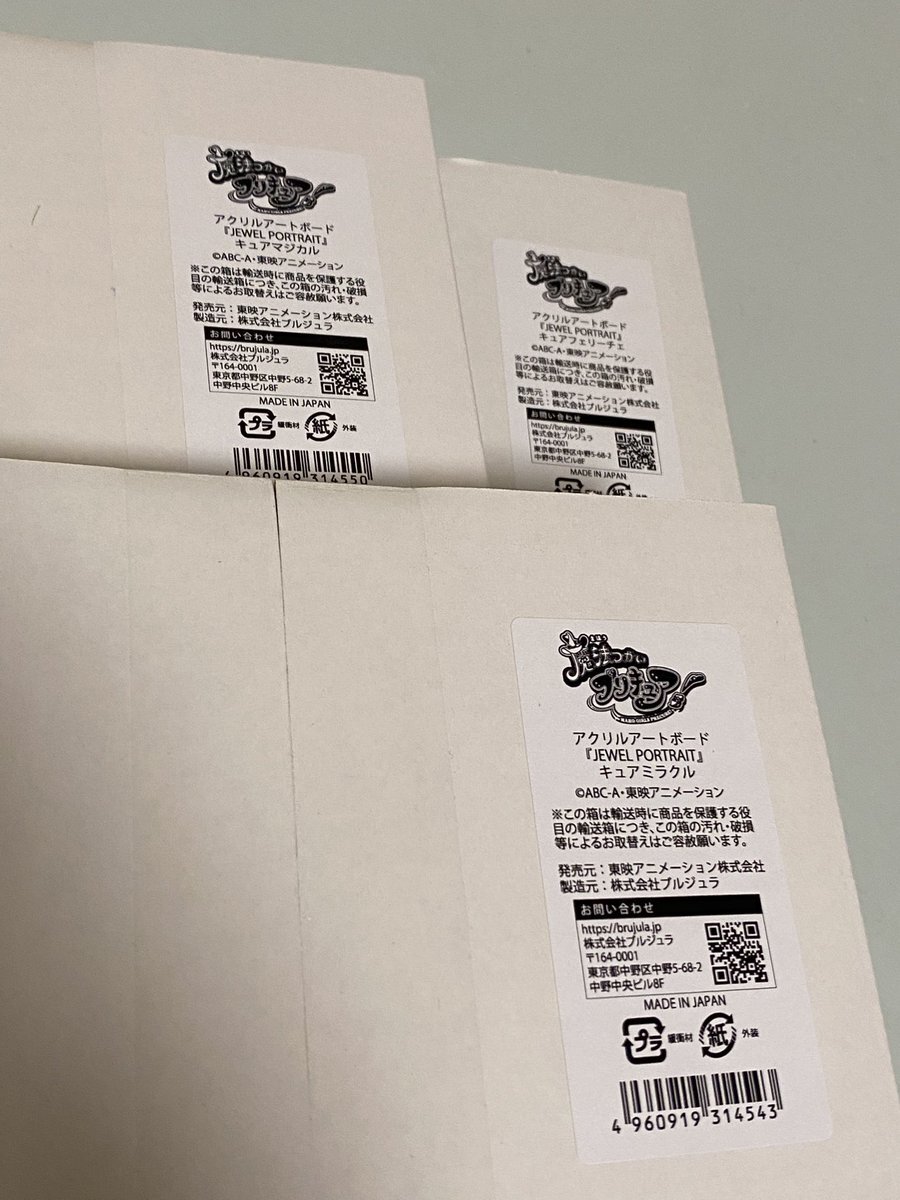 魔法つかい
プリキュア!
MAHO GIRLS PRECURE!
アクリルアートボード
『JEWEL PORTRAIT』
キュアマジカル
©ABC-A・東映アニメーション
※この箱は輸送時に商品を保護する役
目の輸送箱につき、この箱の汚れ・破損
等によるお取替えはご容赦願います。
発売元：東映アニメーション株式会社
製造元：株式会社ブルジュラ
お問い合わせ
https://brujula.jp
株式会社ブルジュラ
〒164-0001
東京都中野区中野5-68-2
中野中央ビル8F
MADE IN JAPAN
プラ 緩衝材 紙 外装
4 960919 314550
魔法つかい
プリキュア!
アクリルアートボード
『JEWEL PORTRAIT』
キュアフェリーチェ
©ABC-A・東映アニメーション
※この箱は輸送時に商品を保護する役
目の輸送箱につき、この箱の汚れ・破損
等によるお取替えはご容赦願います。
発売元：東映アニメーション株式会社
製造元：株式会社ブルジュラ
お問い合わせ
https://brujula.jp
株式会社ブルジュラ
〒164-0001
東京都中野区中野5-68-2
中野中央ビル8F
MADE IN JAPAN
魔法つかい
プリキュア!
MAHO GIRLS PRECURE!
アクリルアートボード
『JEWEL PORTRAIT』
キュアミラクル
©ABC-A・東映アニメーション
※この箱は輸送時に商品を保護する役
目の輸送箱につき、この箱の汚れ・破損
等によるお取替えはご容赦願います。
発売元：東映アニメーション株式会社
製造元：株式会社ブルジュラ
お問い合わせ
https://brujula.jp
株式会社ブルジュラ
〒164-0001
東京都中野区中野5-68-2
中野中央ビル8F
MADE IN JAPAN
プラ 緩衝材 紙 外装
4 960919 314543